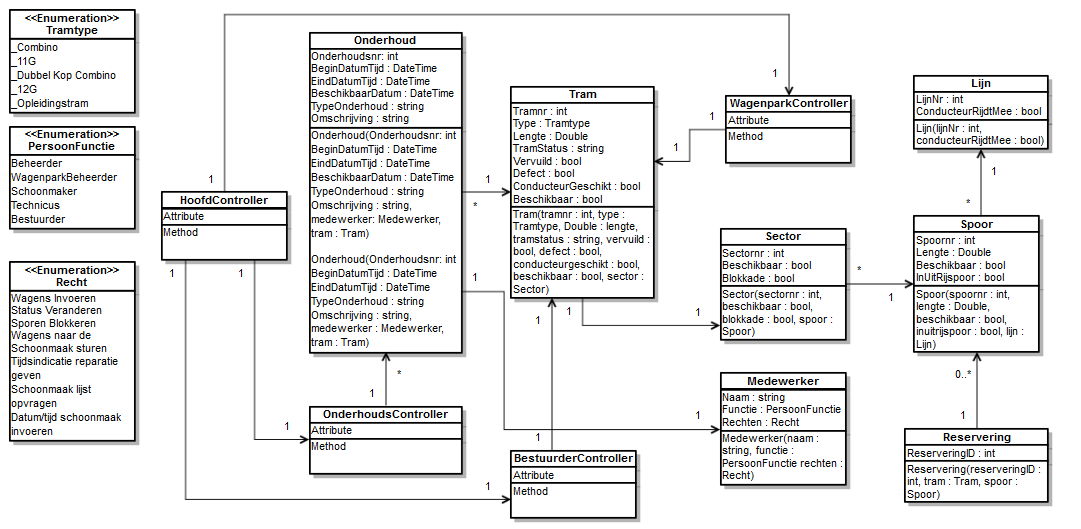 <<Enumeration>>
Tramtype
_Combino
_11G
_Dubbel Kop Combino
_12G
_Opleidingstram
<<Enumeration>>
PersoonFunctie
Beheerder
WagenparkBeheerder
Schoonmaker
Technicus
Bestuurder
<<Enumeration>>
Recht
Wagens Invoeren
Status Veranderen
Sporen Blokkeren
Wagens naar de
Schoonmaak sturen
Tijdsindicatie reparatie
geven
Schoonmaak lijst
opvragen
Datum/tijd schoonmaak
invoeren
1
HoofdController
Attribute
Method
1
1
Onderhoud
Onderhoudsnr: int
BeginDatumTijd : DateTime
EindDatumTijd : DateTime
BeschikbaarDatum : DateTime
TypeOnderhoud : string
Omschrijving : string
Onderhoud(Onderhoudsnr: int
BeginDatumTijd : DateTime
EindDatumTijd : DateTime
BeschikbaarDatum : DateTime
TypeOnderhoud : string
Omschrijving : string,
medewerker: Medewerker,
tram : Tram)
Onderhoud(Onderhoudsnr: int
BeginDatumTijd : DateTime
EindDatumTijd : DateTime
TypeOnderhoud : string
Omschrijving : string,
medewerker : Medewerker,
tram : Tram)
1
*
1
*
1
1
OnderhoudsController
Attribute
Method
Tram
Tramnr : int
Type : Tramtype
Lengte : Double
TramStatus : string
Vervuild : bool
Defect : bool
ConducteurGeschikt : bool
Beschikbaar : bool
Tram(tramnr : int, type :
Tramtype, Double : lengte,
tramstatus : string, vervuild :
bool, defect : bool,
conducteurgeschikt : bool,
beschikbaar : bool, sector :
Sector)
1
1
1
1
BestuurderController
Attribute
Method
1
1
WagenparkController
Attribute
Method
1
1
Sector
Sectornr : int
Beschikbaar : bool
Blokkade : bool
Sector(sectornr : int,
beschikbaar : bool,
blokkade : bool, spoor :
Spoor)
1
*
1
Medewerker
Naam : string
Functie : PersoonFunctie
Rechten : Recht
Medewerker(naam :
string, functie :
PersoonFunctie rechten :
Recht)
1
Lijn
LijnNr : int
ConducteurRijdtMee : bool
Lijn(lijnNr : int,
conducteurRijdtMee : bool)
1
*
Spoor
Spoornr : int
Lengte : Double
Beschikbaar : bool
InUitRijspoor : bool
Spoor(spoornr : int,
lengte : Double,
beschikbaar : bool,
inuitrijspoor : bool, lijn :
Lijn)
0..*
1
Reservering
ReserveringID : int
Reservering(reserveringID :
int, tram : Tram, spoor :
Spoor)